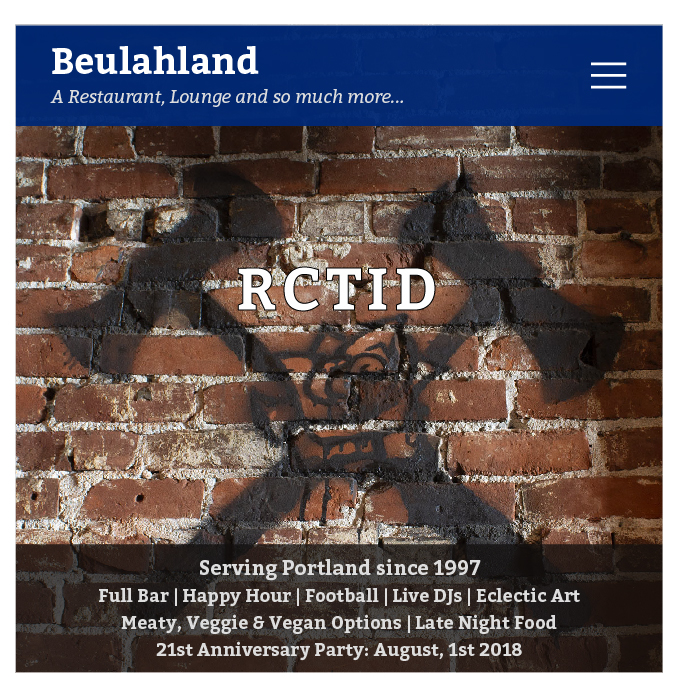 Beulahland
A Restaurant, Lounge and so much more...
RCTID
Serving Portland since 1997
Full Bar | Happy Hour | Football | Live DJs | Eclectic Art
Meaty, Veggie & Vegan Options | Late Night Food
21st Anniversary Party: August, 1st 2018